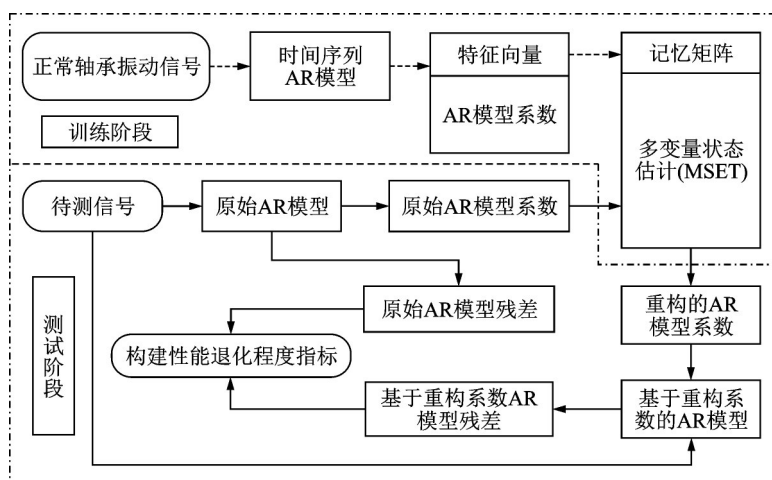 正常轴承振动信号
时间序列
AR模型
特征向量
AR模型系数
记忆矩阵
多变量状态
估计(MSET)
训练阶段
待测信号
原始AR模型
原始AR模型系数
测试阶段
原始AR模型残差
重构的AR
模型系数
构建性能退化程度指标
基于重构系数AR
模型残差
基于重构系
数的AR模型